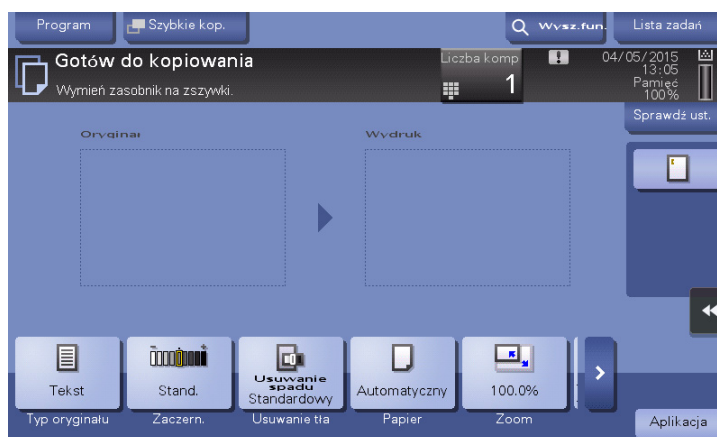 Program
Szybkie kop.
Wysz.fun.
Lista zadań
Gotów do kopiowania
Wymień zasobnik na zszywki.
Liczba komp
1
04/05/2015
13:05
Pamięć
100%
Sprawdź ust.
Oryginał
Wydruk
Tekst
Stand.
Usuwanie
spadu
Standardowy
Automatyczny
100.0%
Typ oryginału
Zaczern.
Usuwanie tła
Papier
Zoom
Aplikacja